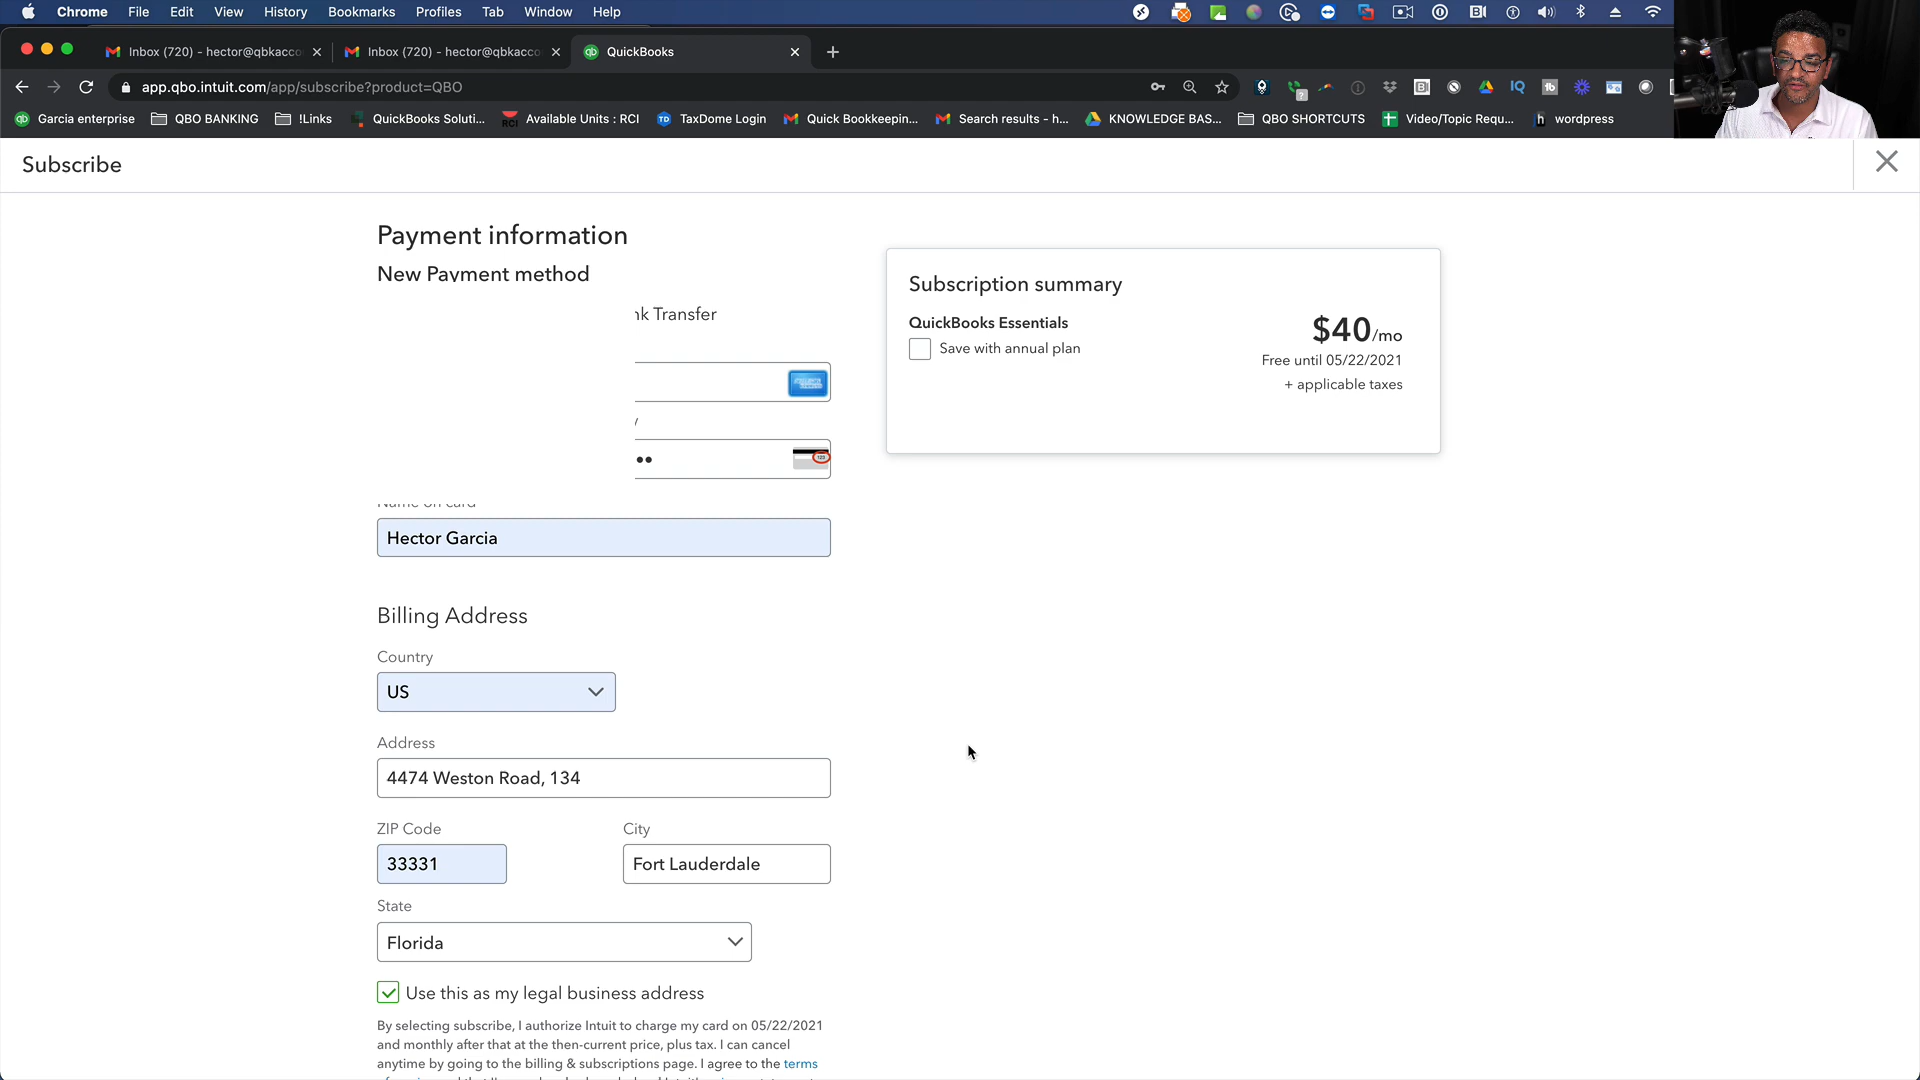 Chrome File Edit View History Bookmarks Profiles Tab Window Help
Inbox (720) - hector@qbkacco
Inbox (720) - hector@qbkacco
QuickBooks
app.qbo.intuit.com/app/subscribe?product=QBO
Garcia enterprise
QBO BANKING
!Links
QuickBooks Soluti...
Available Units : RCI
TaxDome Login
Quick Bookkeepin...
Search results - h...
KNOWLEDGE BAS...
QBO SHORTCUTS
Video/Topic Requ...
wordpress
Subscribe
Payment information
New Payment method
nk Transfer
Name on card
Hector Garcia
Billing Address
Country
US
Address
4474 Weston Road, 134
ZIP Code
City
33331
Fort Lauderdale
State
Florida
Use this as my legal business address
By selecting subscribe, I authorize Intuit to charge my card on 05/22/2021
and monthly after that at the then-current price, plus tax. I can cancel
anytime by going to the billing & subscriptions page. I agree to the terms
Subscription summary
QuickBooks Essentials
$40/mo
Save with annual plan
Free until 05/22/2021
+ applicable taxes